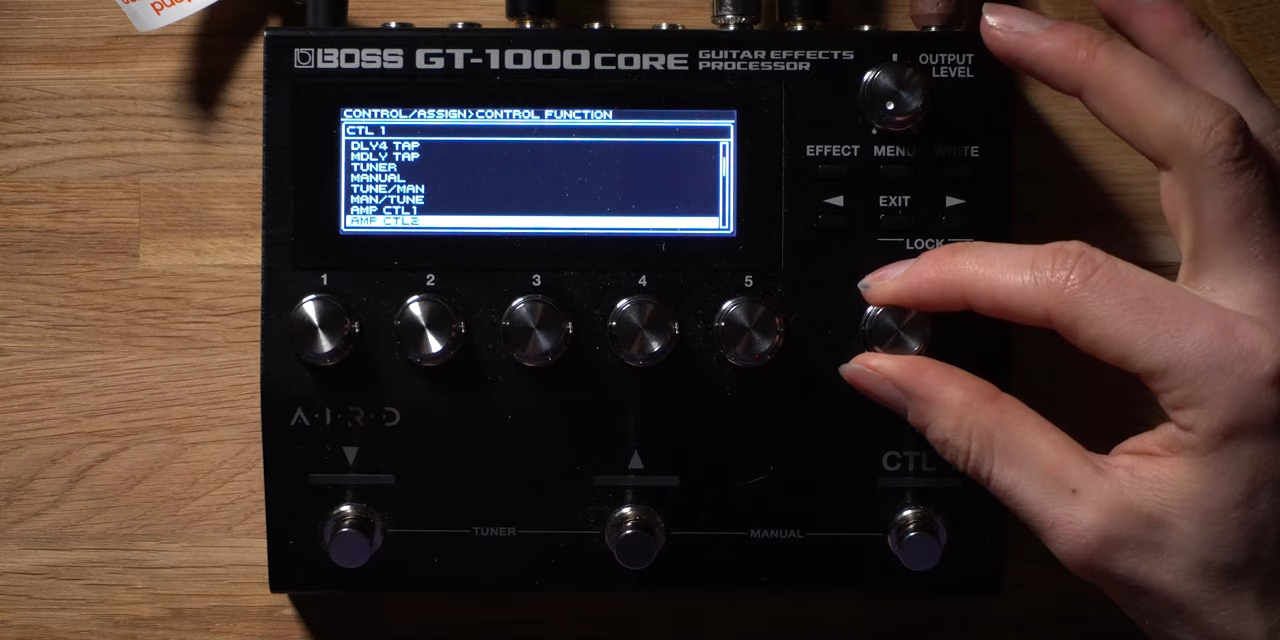 oland
BOSS GT-1000CORE GUITAR EFFECTS PROCESSOR
OUTPUT LEVEL
CONTROL/ASSIGN>CONTROL FUNCTION
CTL 1
DLY4 TAP
MDLY TAP
TUNER
MANUAL
TUNE/MAN
MAN/TUNE
AMP CTL1
AMP CTL2
EFFECT MENU WRITE
EXIT
LOCK
1 2 3 4 5
A·I·R·D
CTL
TUNER MANUAL